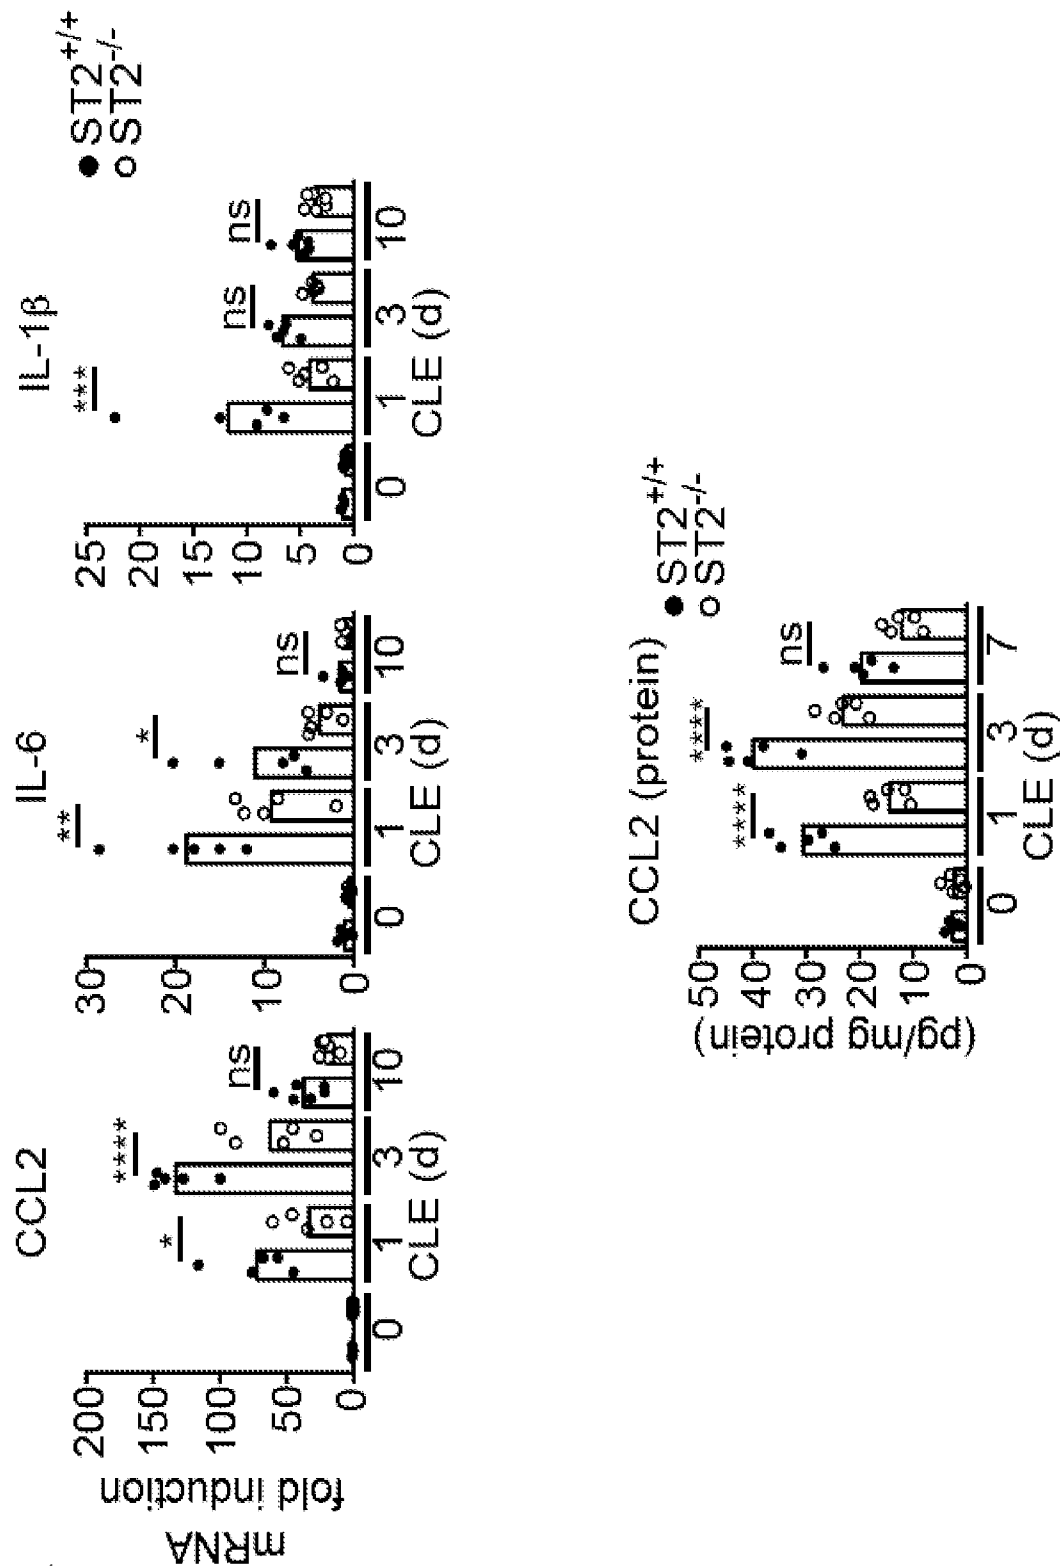 CCL2
IL-6
IL-1β
● ST2+/+
○ ST2-/-
mRNA
fold induction
200
150
100
50
0
*
****
ns
0 1 3 10
CLE (d)
30
20
10
0
**
*
ns
0 1 3 10
CLE (d)
25
20
15
10
5
0
***
ns
ns
0 1 3 10
CLE (d)
CCL2 (protein)
● ST2+/+
○ ST2-/-
(pg/mg protein)
50
40
30
20
10
0
****
****
ns
0 1 3 7
CLE (d)